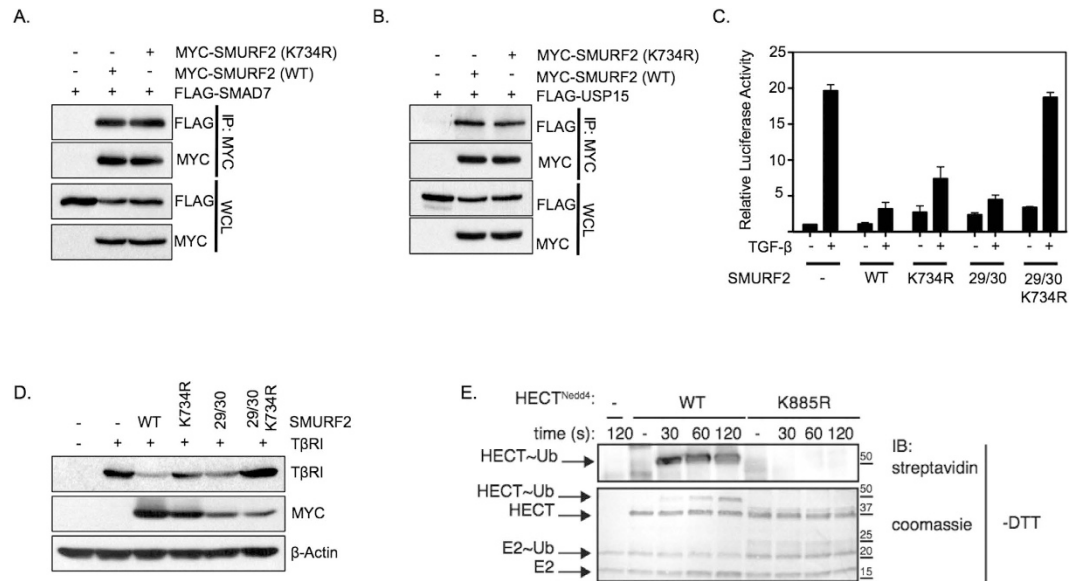 A.
- - + MYC-SMURF2 (K734R)
- + - MYC-SMURF2 (WT)
+ + + FLAG-SMAD7
FLAG
MYC
IP: MYC
FLAG
MYC
WCL
B.
- - + MYC-SMURF2 (K734R)
- + - MYC-SMURF2 (WT)
+ + + FLAG-USP15
FLAG
MYC
IP: MYC
FLAG
MYC
WCL
C.
Relative Luciferase Activity
25
20
15
10
5
TGF-β - + - + - + - + - +
SMURF2 - WT K734R 29/30 29/30
K734R
D.
- - WT K734R 29/30 29/30 K734R SMURF2
- + + + + + TβRI
TβRI
MYC
β-Actin
E.
HECTNedd4: - WT K885R
time (s): 120 - 30 60 120 - 30 60 120
IB:
HECT~Ub 50 streptavidin
HECT~Ub 50
HECT 37
coomassie
25
E2~Ub 20
E2 15
-DTT